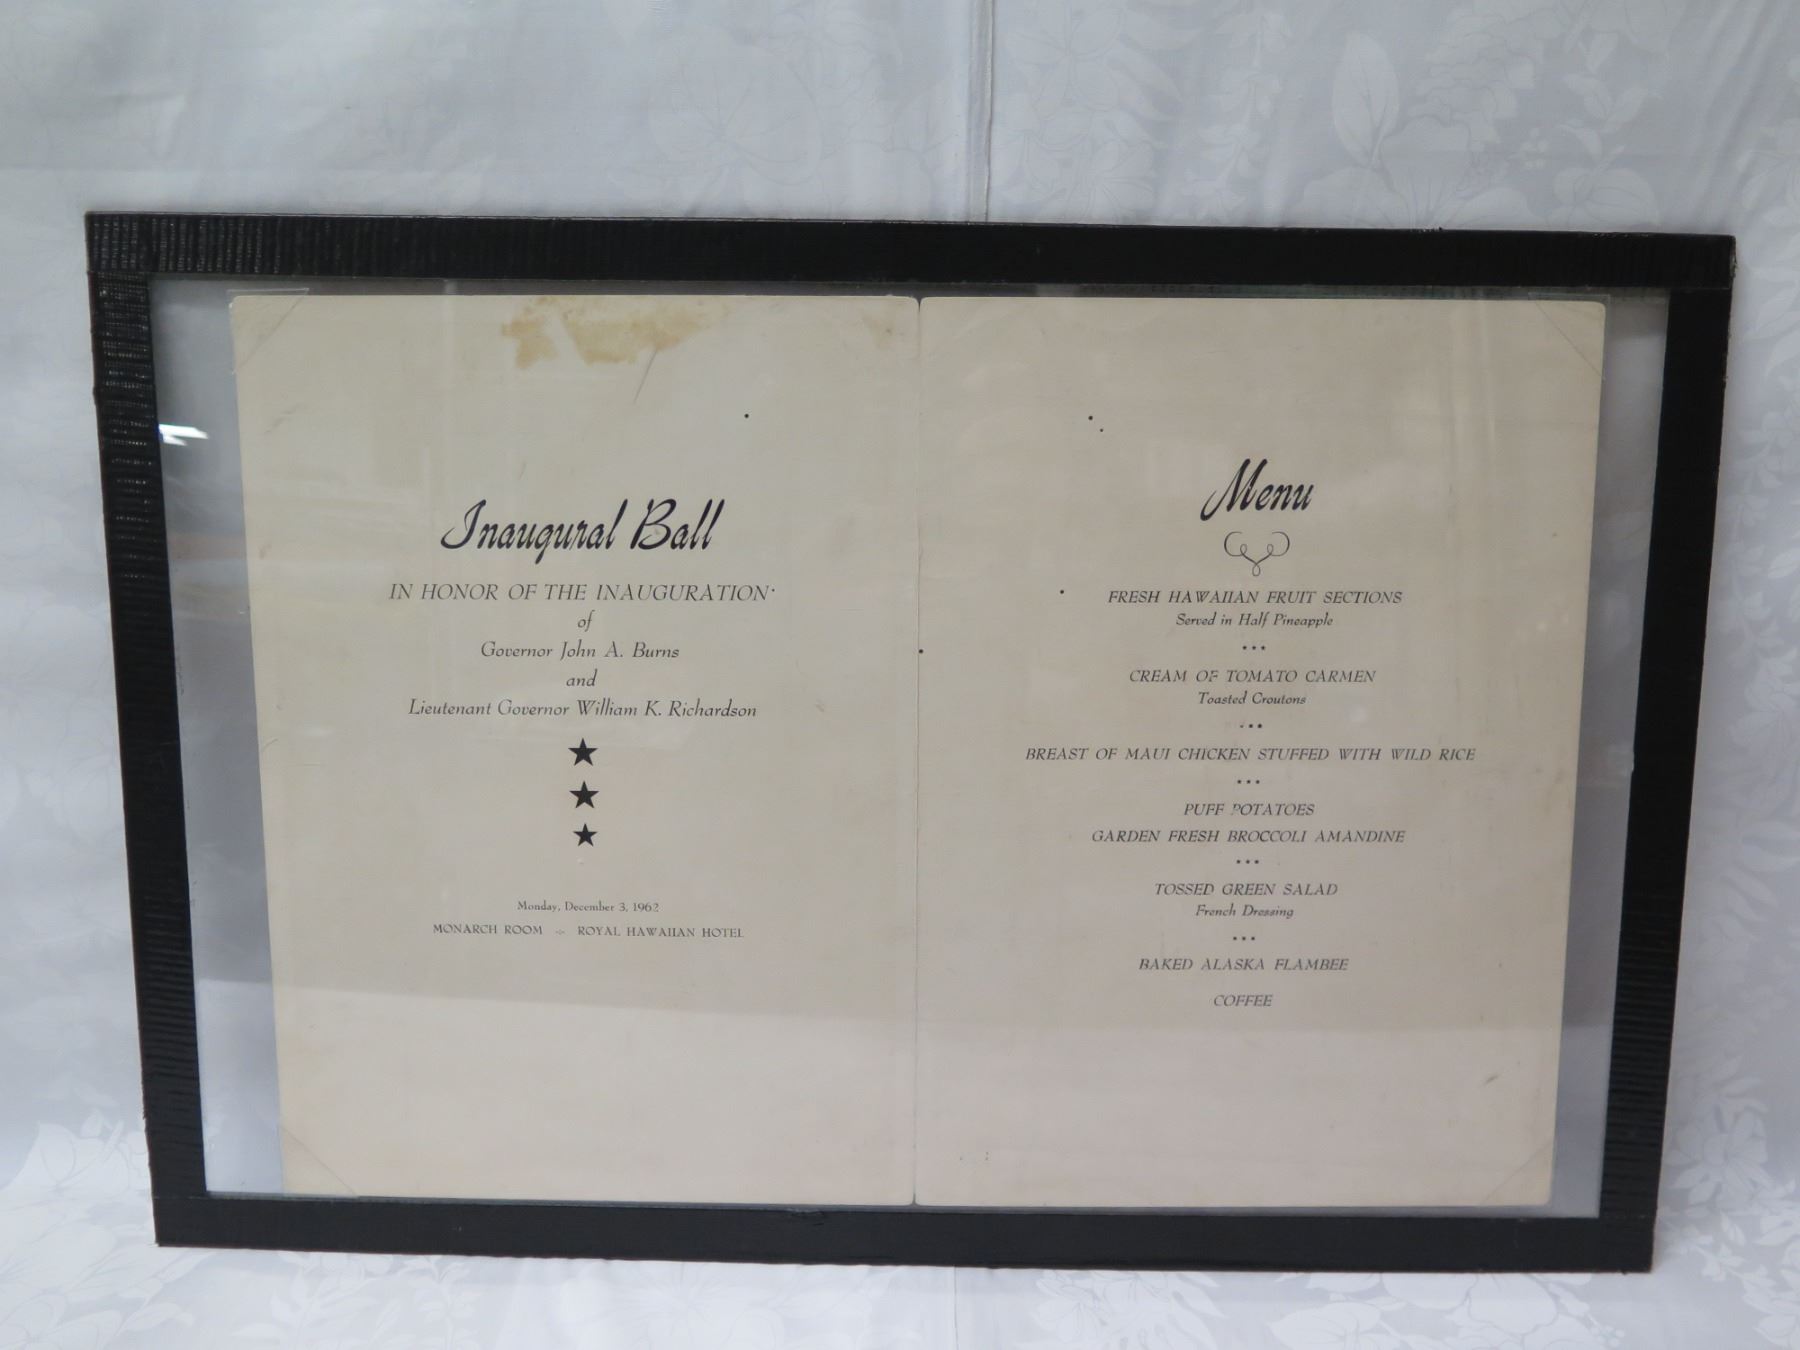 Inaugural Ball
IN HONOR OF THE INAUGURATION
of
Governor John A. Burns
and
Lieutenant Governor William K. Richardson
★
★
★
Monday, December 3, 1962
MONARCH ROOM -:- ROYAL HAWAIIAN HOTEL
Menu
FRESH HAWAIIAN FRUIT SECTIONS
Served in Half Pineapple
★★★
CREAM OF TOMATO CARMEN
Toasted Croutons
★★★
BREAST OF MAUI CHICKEN STUFFED WITH WILD RICE
★★★
PUFF POTATOES
GARDEN FRESH BROCCOLI AMANDINE
★★★
TOSSED GREEN SALAD
French Dressing
★★★
BAKED ALASKA FLAMBEE
COFFEE